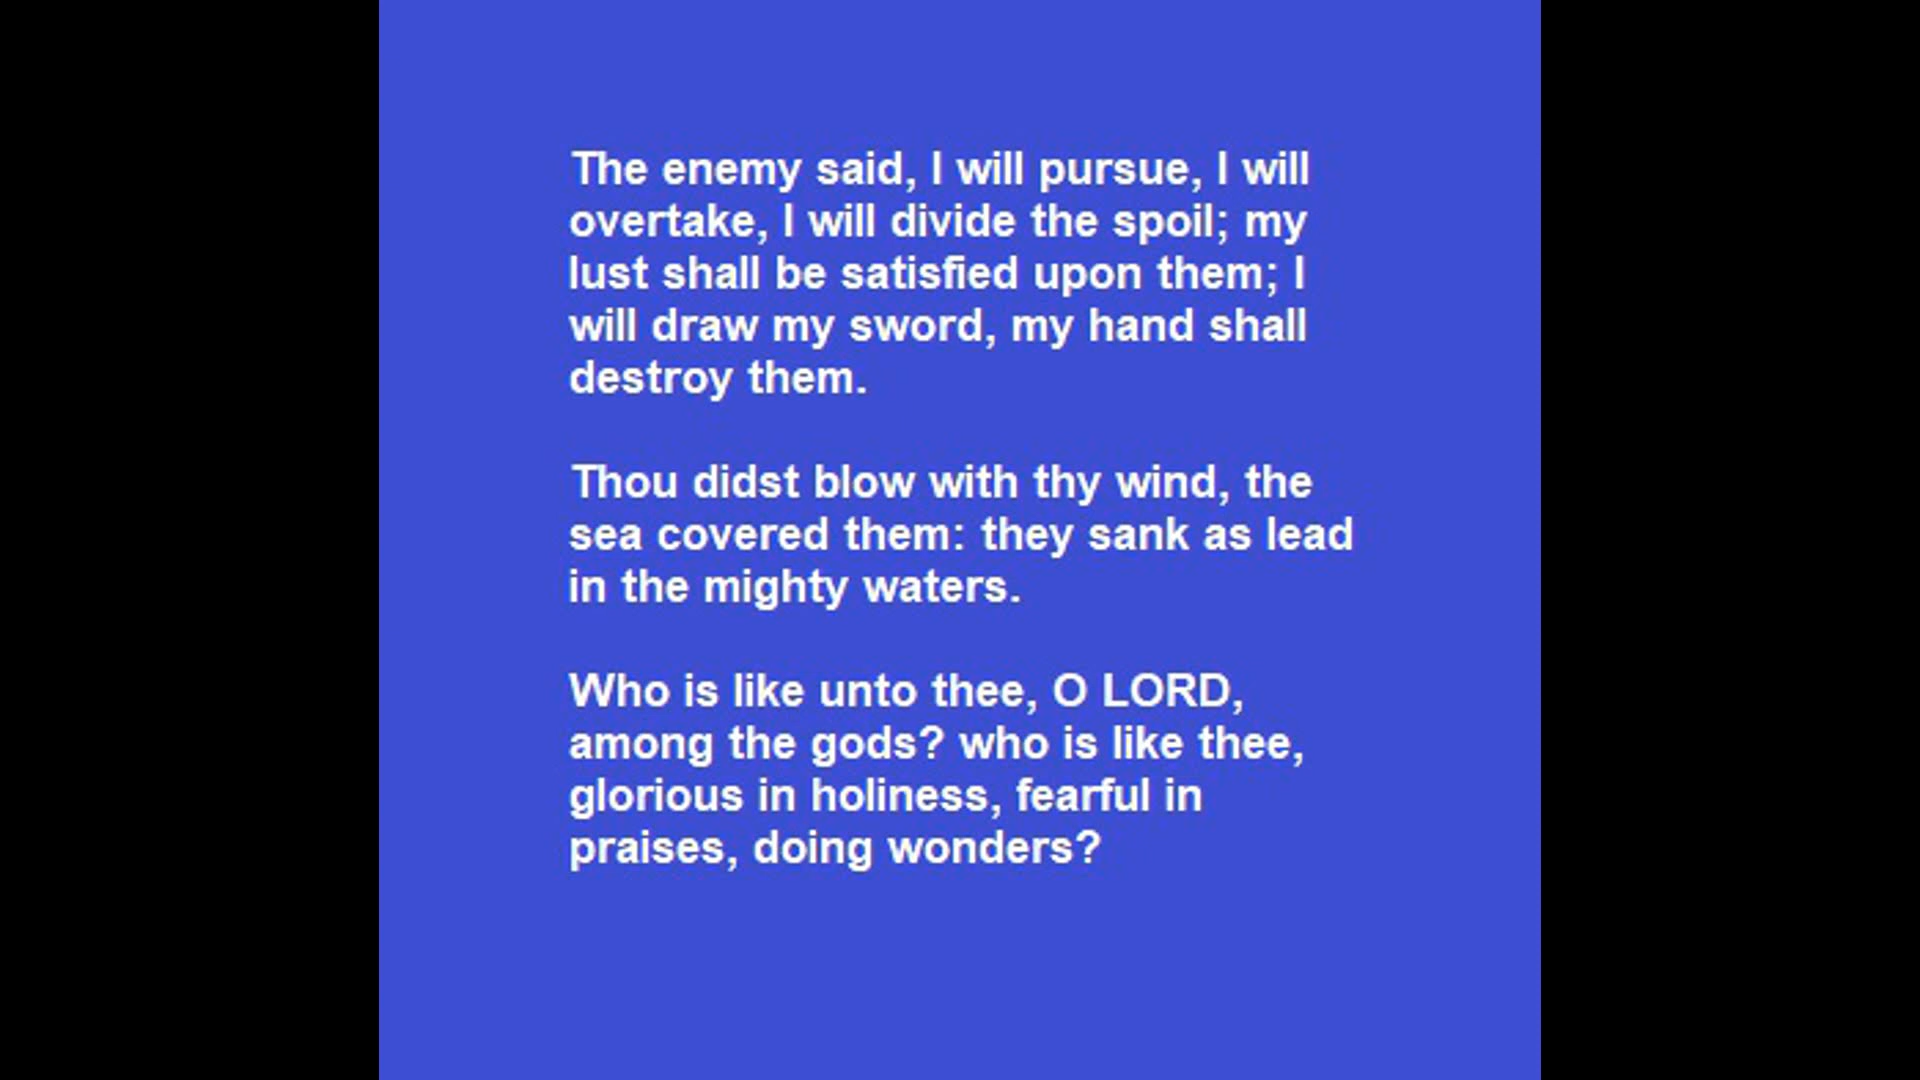 The enemy said, I will pursue, I will
overtake, I will divide the spoil; my
lust shall be satisfied upon them; I
will draw my sword, my hand shall
destroy them.
Thou didst blow with thy wind, the
sea covered them: they sank as lead
in the mighty waters.
Who is like unto thee, O LORD,
among the gods? who is like thee,
glorious in holiness, fearful in
praises, doing wonders?